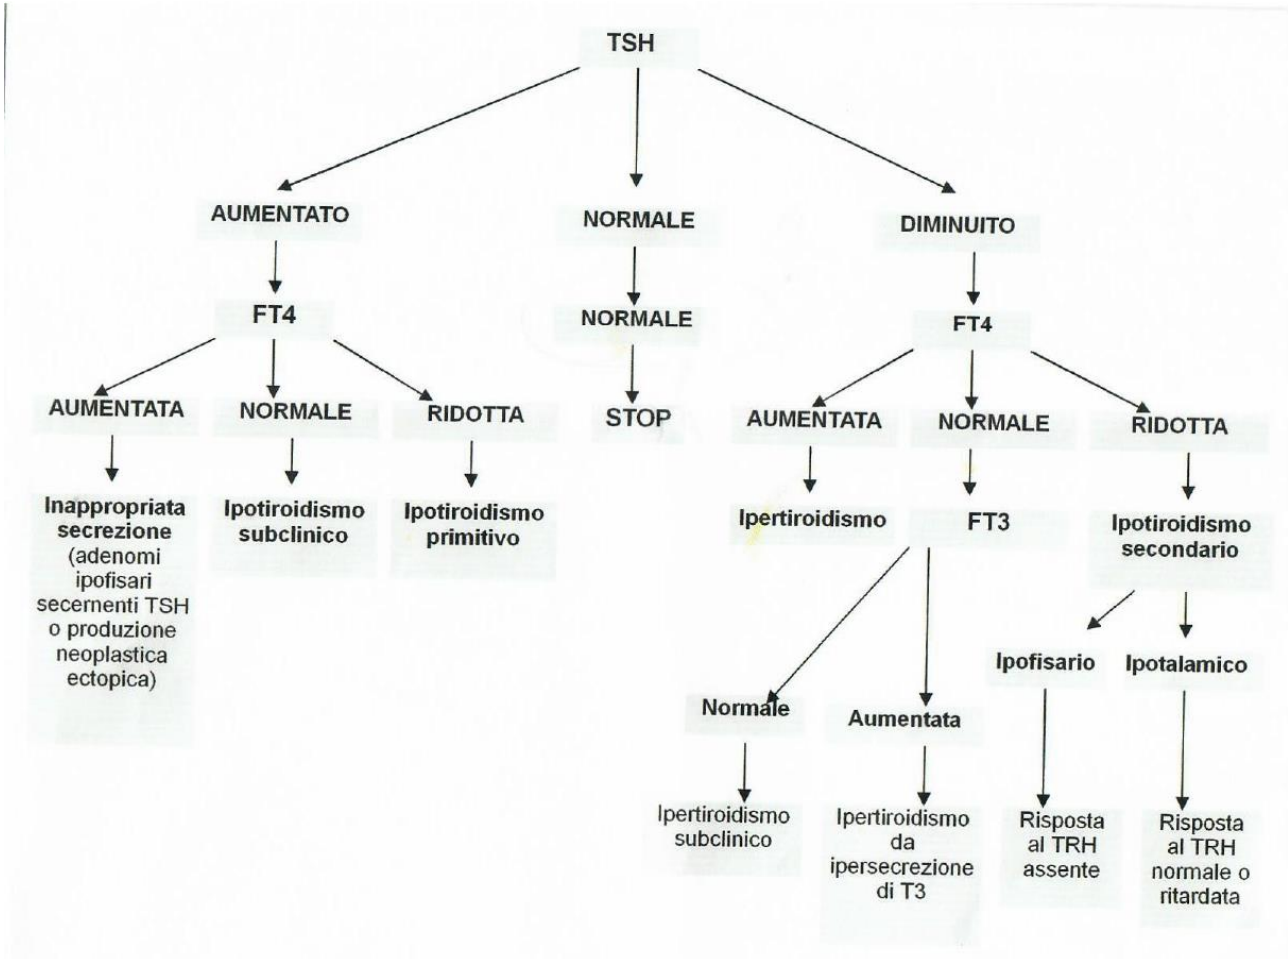 TSH
AUMENTATO
NORMALE
DIMINUITO
FT4
NORMALE
FT4
AUMENTATA
NORMALE
RIDOTTA
STOP
AUMENTATA
NORMALE
RIDOTTA
Inappropriata
secrezione
(adenomi
ipofisari
secernenti TSH
o produzione
neoplastica
ectopica)
Ipotiroidismo
subclinico
Ipotiroidismo
primitivo
Ipertiroidismo
FT3
Ipotiroidismo
secondario
Normale
Aumentata
Ipofisario
Ipotalamico
Ipertiroidismo
subclinico
Ipertiroidismo
da
ipersecrezione
di T3
Risposta
al TRH
assente
Risposta
al TRH
normale o
ritardata